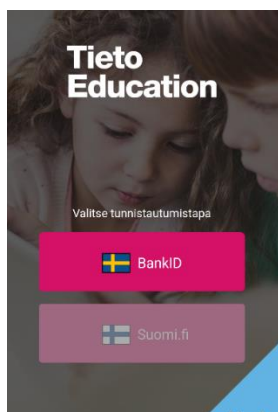 Tieto
Education
Valitse tunnistautumistapa
BankID
Suomi.fi